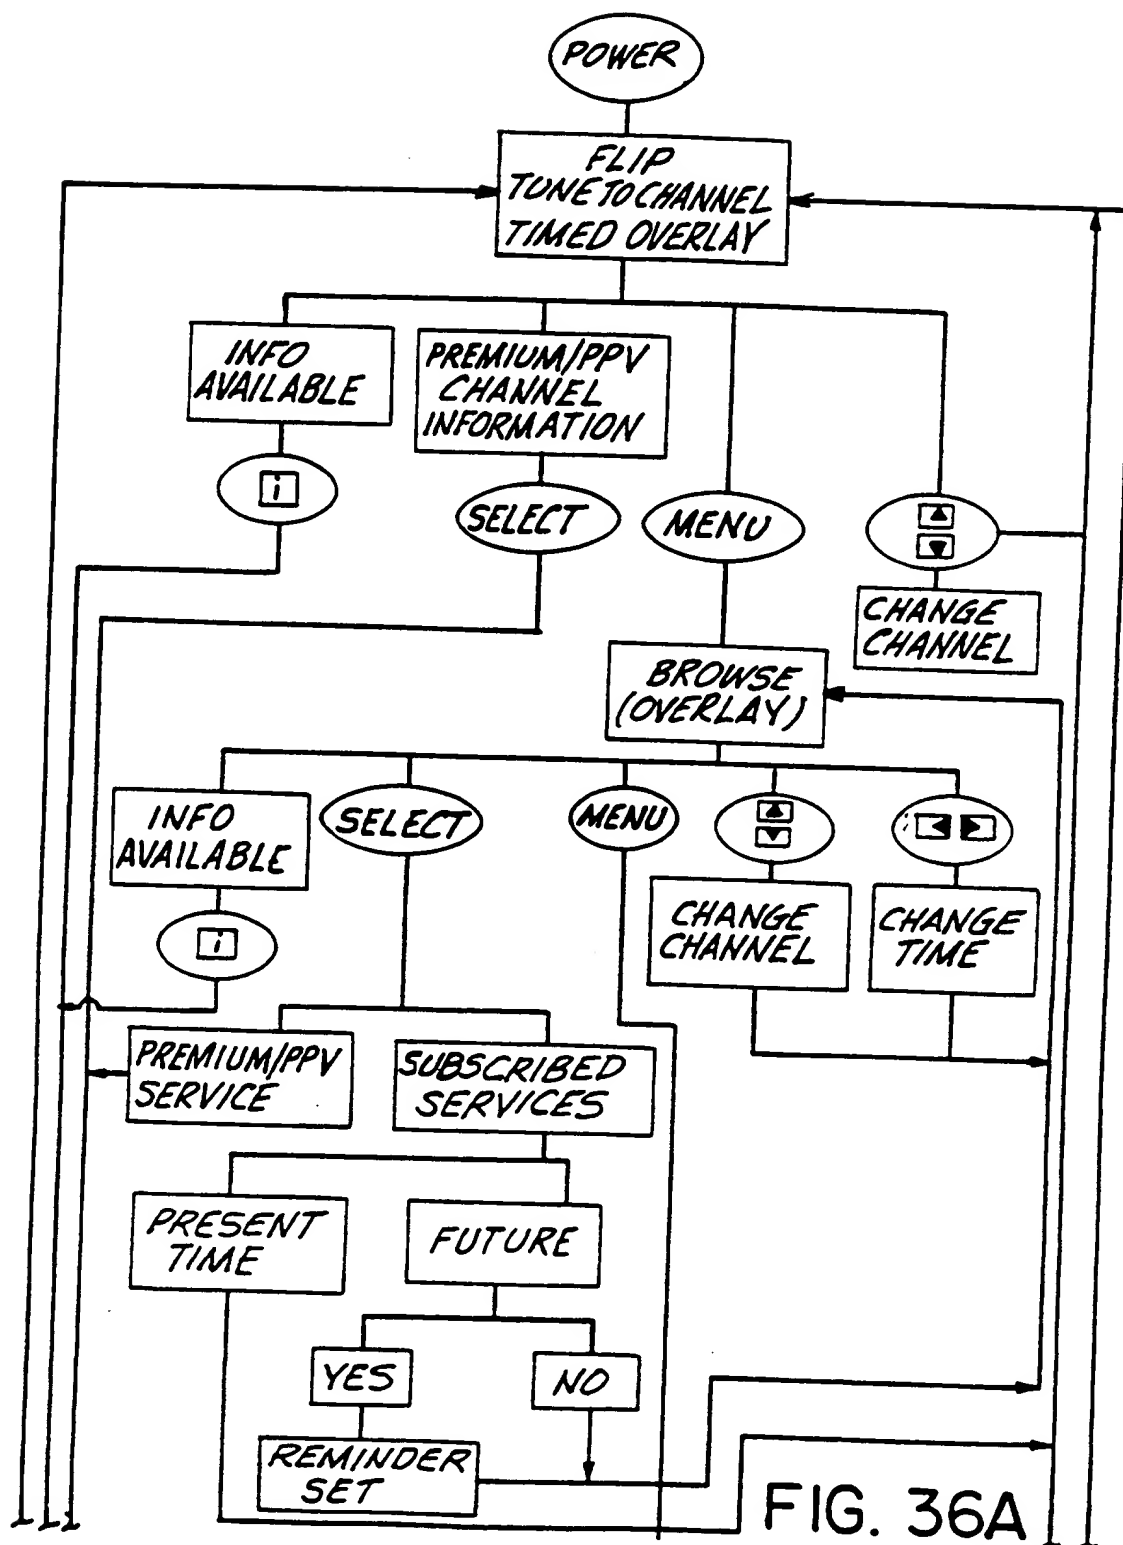 POWER
FLIP
TUNE TO CHANNEL
TIMED OVERLAY
INFO
AVAILABLE
PREMIUM/PPV
CHANNEL
INFORMATION
i
SELECT
MENU
CHANGE
CHANNEL
BROWSE
(OVERLAY)
INFO
AVAILABLE
SELECT
MENU
i
CHANGE
CHANNEL
CHANGE
TIME
PREMIUM/PPV
SERVICE
SUBSCRIBED
SERVICES
PRESENT
TIME
FUTURE
YES
NO
REMINDER
SET
FIG. 36A